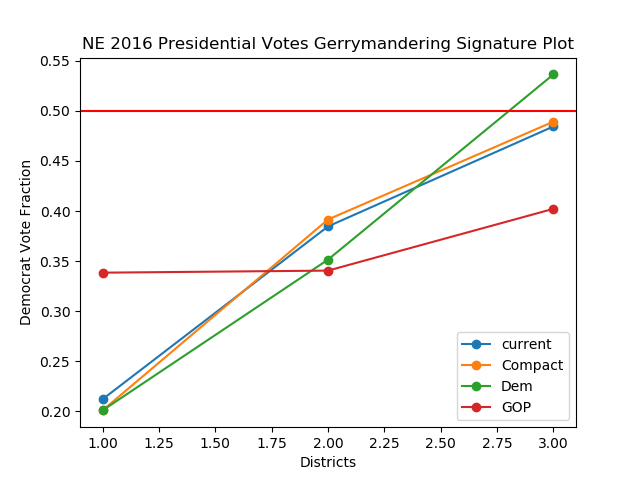 NE 2016 Presidential Votes Gerrymandering Signature Plot
0.55
0.50
0.45
0.40
0.35
0.30
0.25
0.20
Democrat Vote Fraction
current
Compact
Dem
GOP
1.00 1.25 1.50 1.75 2.00 2.25 2.50 2.75 3.00
Districts